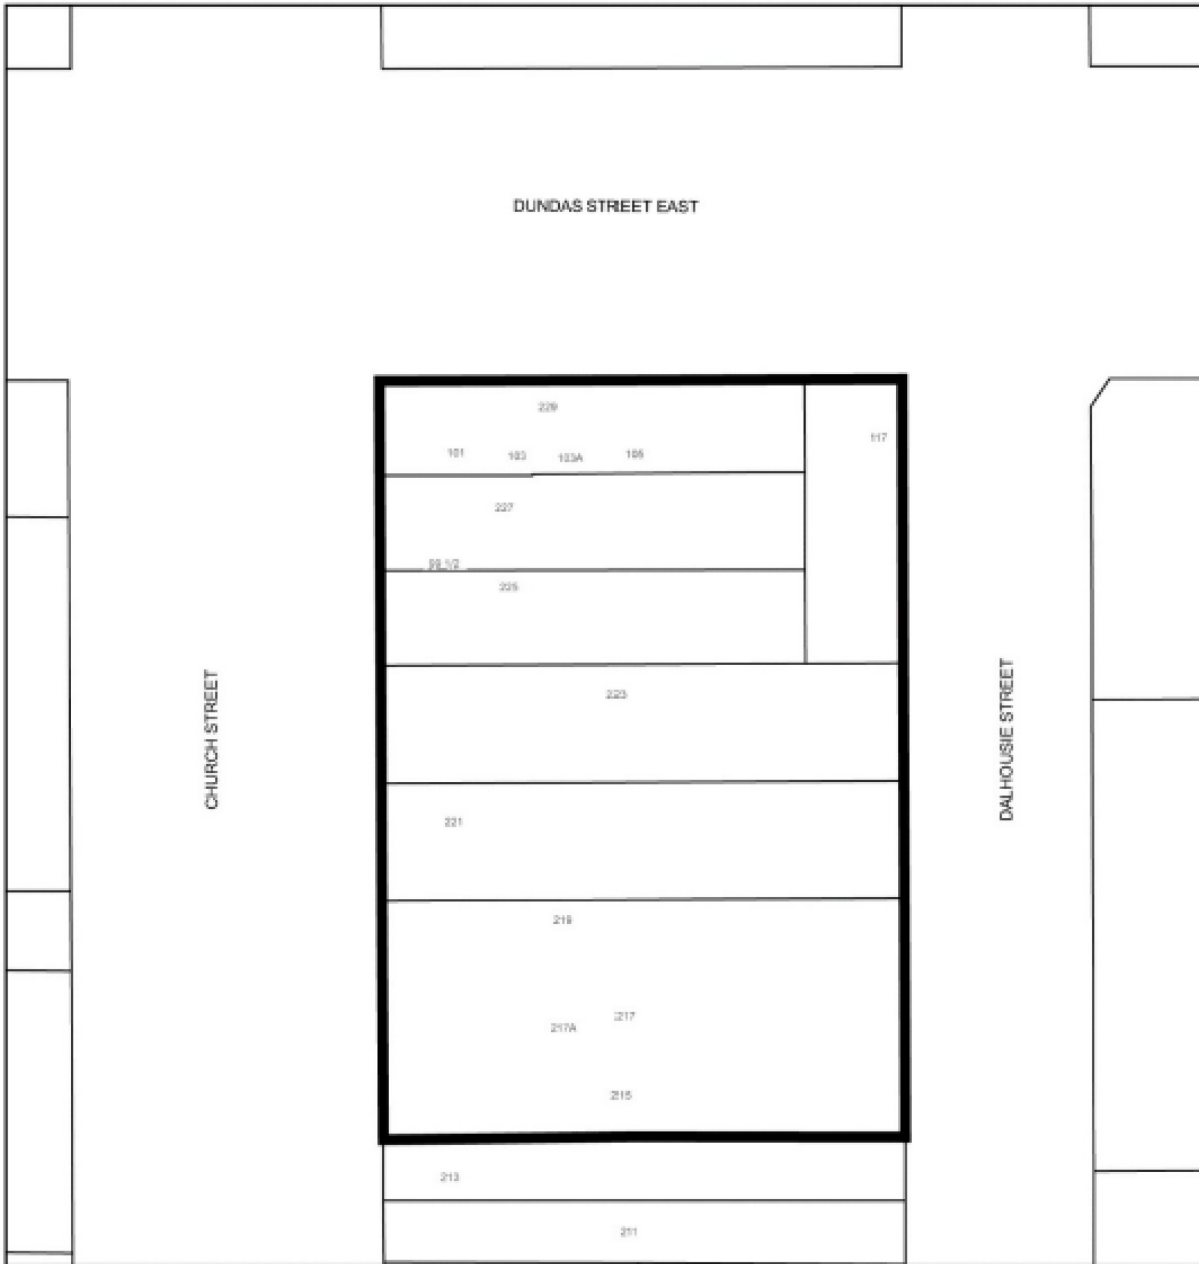 DUNDAS STREET EAST
229
117
101 103 103A 105
227
99 1/2
225
CHURCH STREET
DALHOUSIE STREET
223
221
219
217
217A
215
213
211